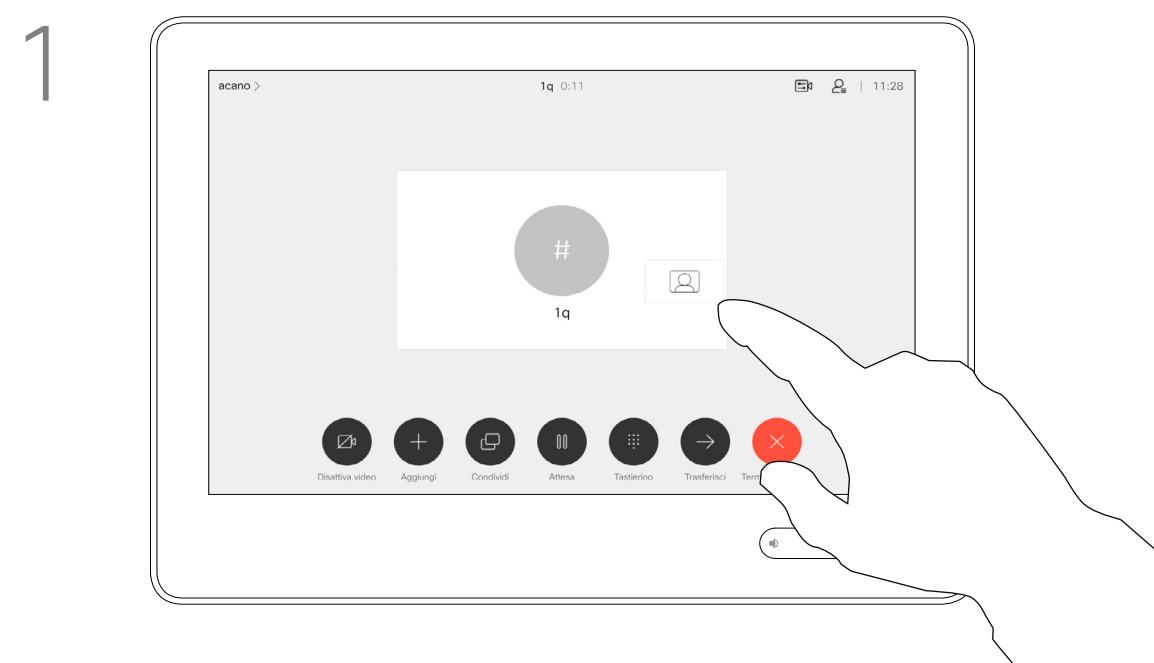 1
acano >
1q 0:11
| 11:28
#
1q
Disattiva video Aggiungi Condividi Attesa Tastierino Trasferisci